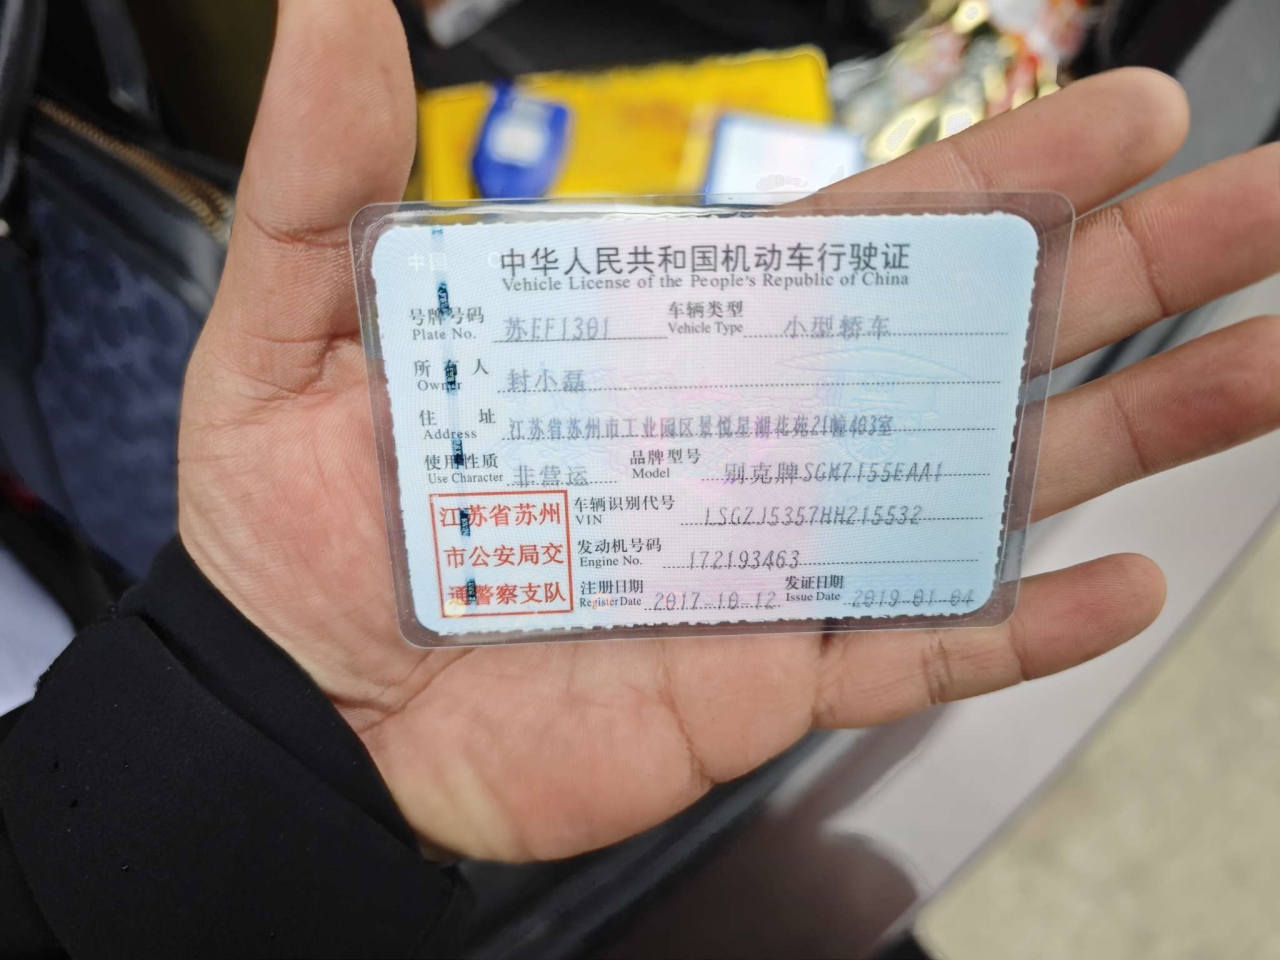 中华人民共和国机动车行驶证
Vehicle License of the People's Republic of China
号牌号码 苏EF1301 车辆类型 小型轿车
Plate No. Vehicle Type
所有人 封小磊
Owner
住址 江苏省苏州市工业园区景悦星湖花苑21幢403室
Address
使用性质 非营运 品牌型号 别克牌SGM7155EAA1
Use Character Model
江苏省苏州
市公安局交
通警察支队
车辆识别代号 LSGZJ5357HH215532
VIN
发动机号码 172193463
Engine No.
注册日期 2017-10-12 发证日期 2019-01-04
Register Date Issue Date